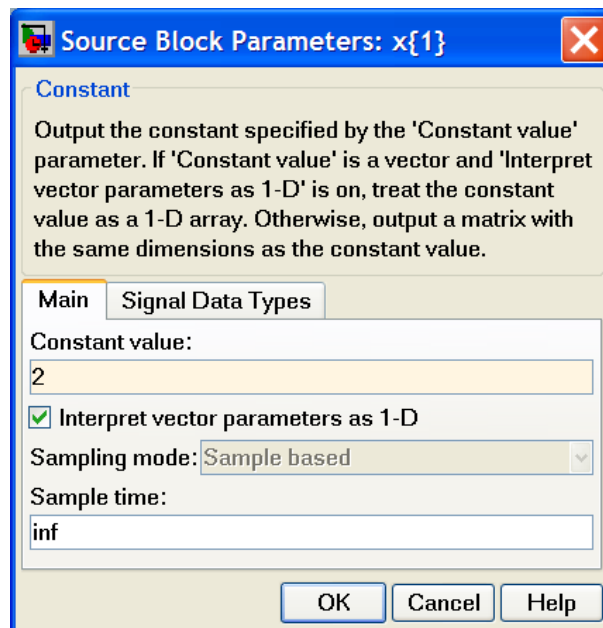 Source Block Parameters: x{1}
Constant
Output the constant specified by the 'Constant value'
parameter. If 'Constant value' is a vector and 'Interpret
vector parameters as 1-D' is on, treat the constant
value as a 1-D array. Otherwise, output a matrix with
the same dimensions as the constant value.
Main Signal Data Types
Constant value:
2
Interpret vector parameters as 1-D
Sampling mode: Sample based
Sample time:
inf
OK Cancel Help